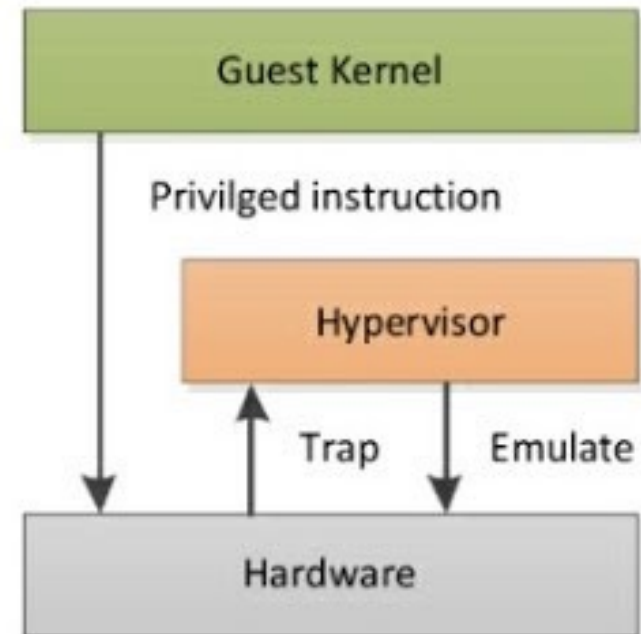 Guest Kernel
Privilged instruction
Hypervisor
Trap Emulate
Hardware